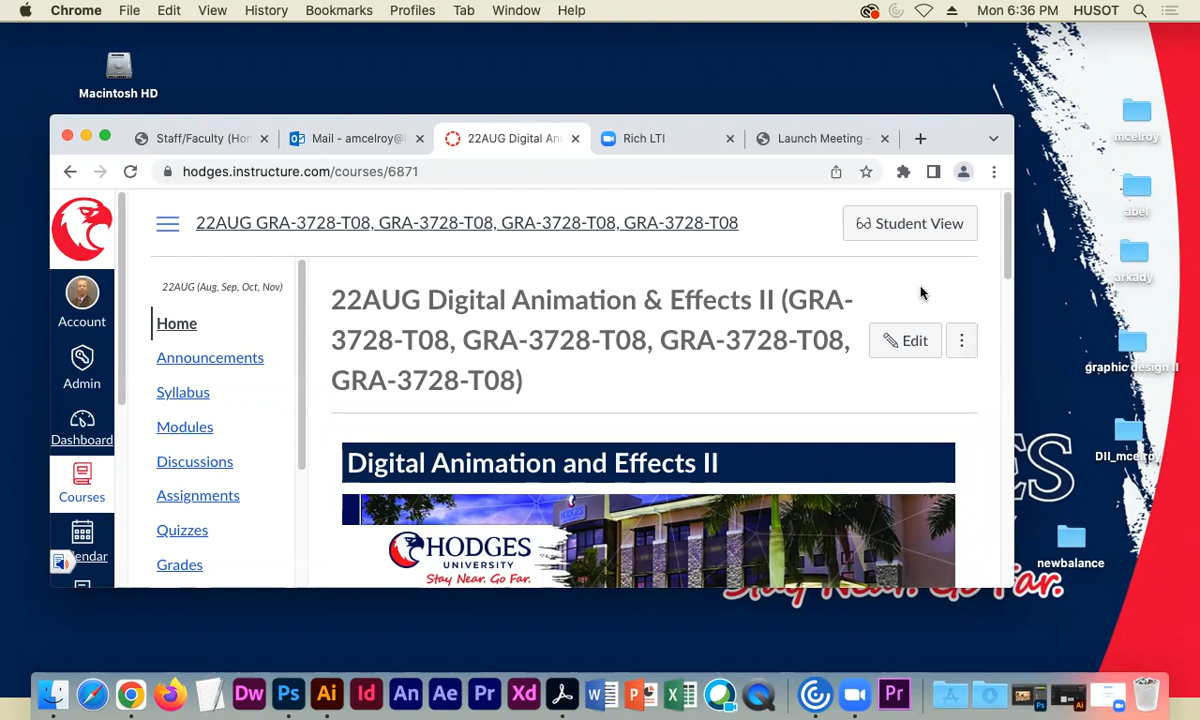 Chrome File Edit View History Bookmarks Profiles Tab Window Help Mon 6:36 PM HUSOT
Macintosh HD
mcelroy
abel
arkady
graphic design II
DII_mcelroy
newbalance
Staff/Faculty (Hor Mail - amcelroy@ 22AUG Digital An Rich LTI Launch Meeting -
hodges.instructure.com/courses/6871
22AUG GRA-3728-T08, GRA-3728-T08, GRA-3728-T08, GRA-3728-T08
Student View
Account
Admin
Dashboard
Courses
lendar
22AUG (Aug, Sep, Oct, Nov)
Home
Announcements
Syllabus
Modules
Discussions
Assignments
Quizzes
Grades
22AUG Digital Animation & Effects II (GRA-
3728-T08, GRA-3728-T08, GRA-3728-T08,
GRA-3728-T08)
Edit
Digital Animation and Effects II
HODGES
UNIVERSITY
Stay Near. Go Far.
ES
Stay Near. Go Far.
Dw Ps Ai Id An Ae Pr Xd W P X Pr